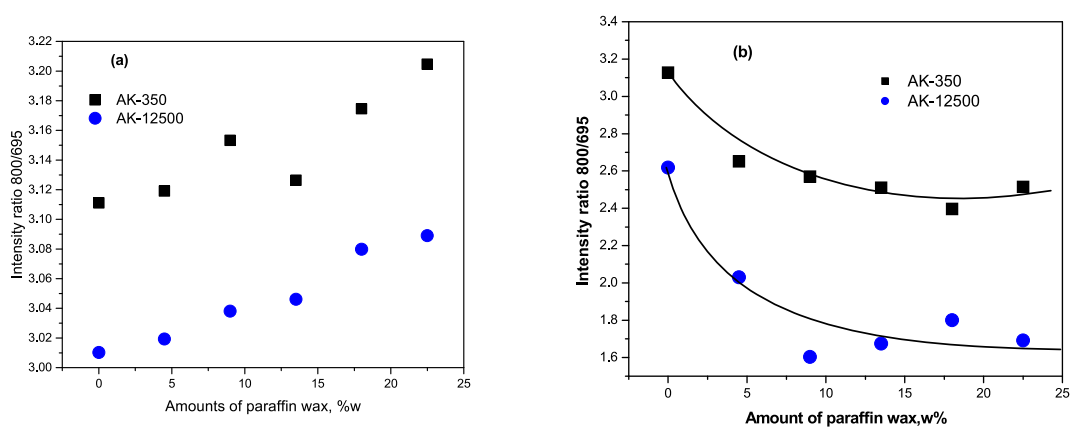 (a)
AK-350
AK-12500
3.22
3.20
3.18
3.16
3.14
3.12
3.10
3.08
3.06
3.04
3.02
3.00
Intensity ratio 800/695
0 5 10 15 20 25
Amounts of paraffin wax, %w
(b)
AK-350
AK-12500
3.4
3.2
3.0
2.8
2.6
2.4
2.2
2.0
1.8
1.6
Intensity ratio 800/695
0 5 10 15 20 25
Amount of paraffin wax,w%